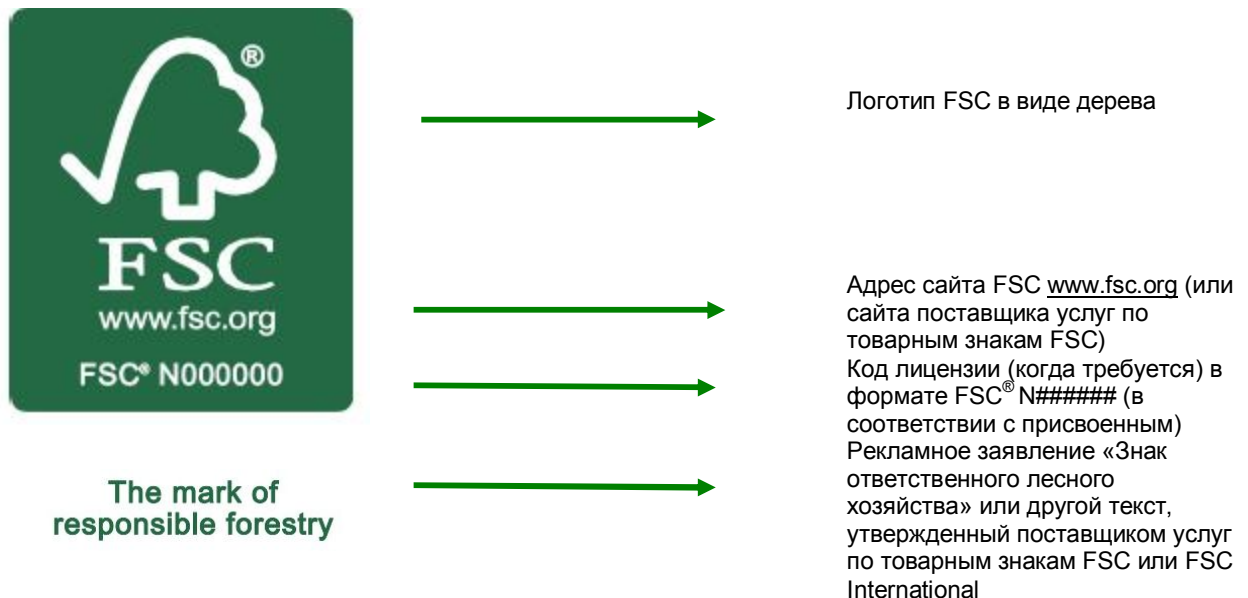 ®
FSC
www.fsc.org
FSC® N000000
The mark of
responsible forestry
Логотип FSC в виде дерева
Адрес сайта FSC www.fsc.org (или
сайта поставщика услуг по
товарным знакам FSC)
Код лицензии (когда требуется) в
формате FSC® N###### (в
соответствии с присвоенным)
Рекламное заявление «Знак
ответственного лесного
хозяйства» или другой текст,
утвержденный поставщиком услуг
по товарным знакам FSC или FSC
International